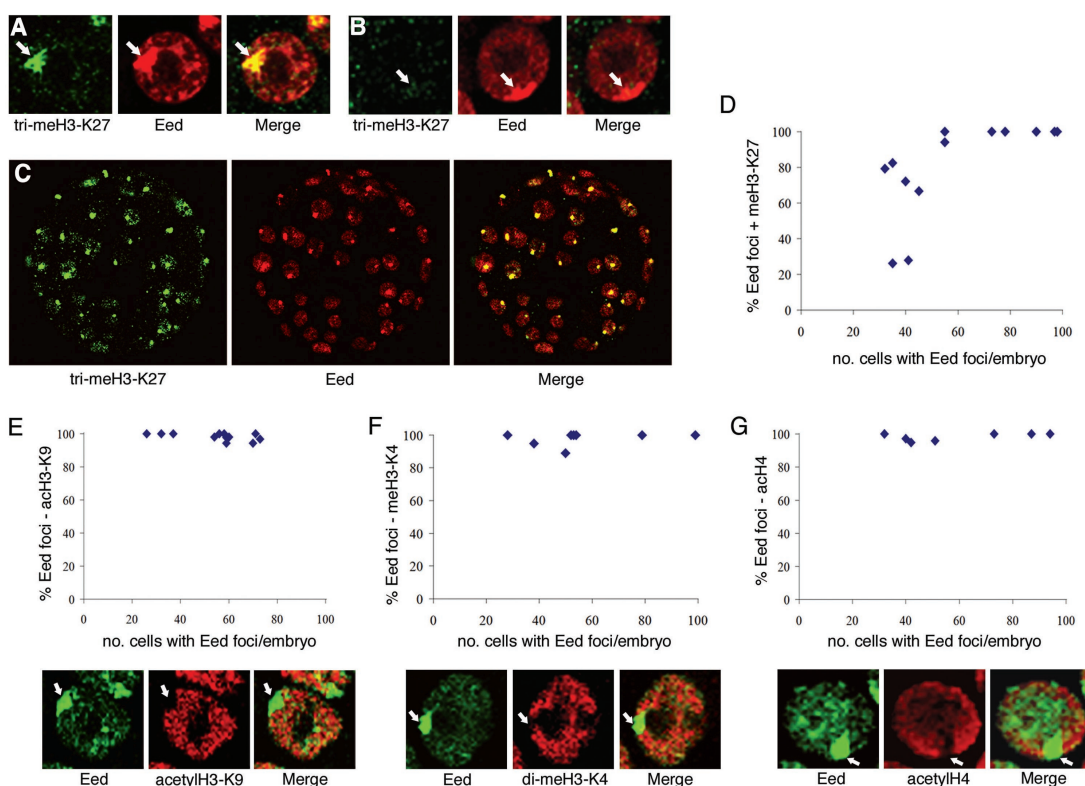 A
B
tri-meH3-K27 Eed Merge
tri-meH3-K27 Eed Merge
C
tri-meH3-K27 Eed Merge
D
% Eed foci + meH3-K27
100
80
60
40
20
0
0 20 40 60 80 100
no. cells with Eed foci/embryo
E
% Eed foci - acH3-K9
100
80
60
40
20
0
0 20 40 60 80 100
no. cells with Eed foci/embryo
Eed acetylH3-K9 Merge
F
% Eed foci - meH3-K4
100
80
60
40
20
0
0 20 40 60 80 100
no. cells with Eed foci/embryo
Eed di-meH3-K4 Merge
G
% Eed foci - acH4
100
80
60
40
20
0
0 20 40 60 80 100
no. cells with Eed foci/embryo
Eed acetylH4 Merge